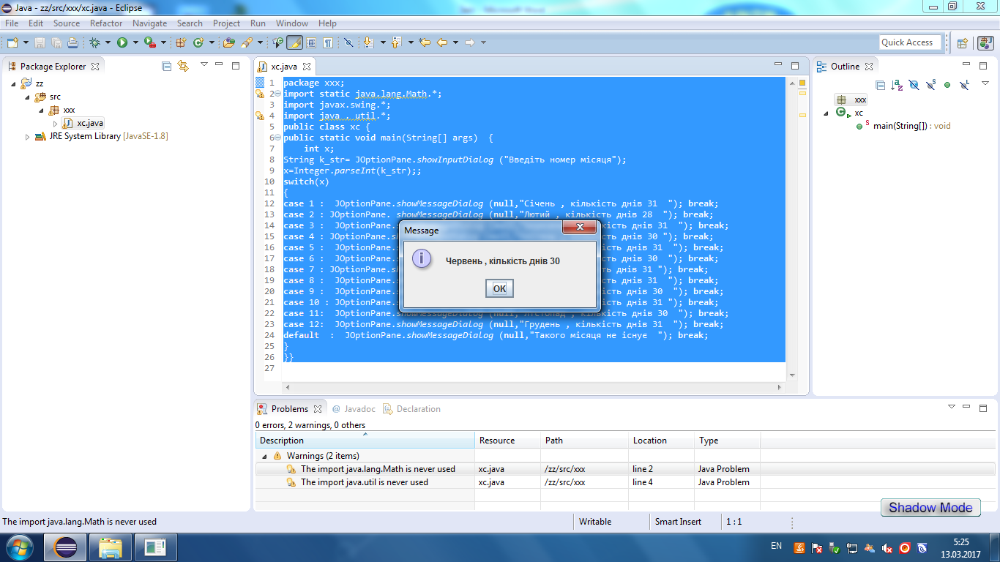 Java - zz/src/xxx/xc.java - Eclipse
File Edit Source Refactor Navigate Search Project Run Window Help
Quick Access
Package Explorer
zz
src
xxx
xc.java
JRE System Library [JavaSE-1.8]
xc.java
1 package xxx;
2 import static java.lang.Math.*;
3 import javax.swing.*;
4 import java . util.*;
5 public class xc {
6 public static void main(String[] args)  {
7 int x;
8 String k_str= JOptionPane.showInputDialog ("Введіть номер місяця");
9 x=Integer.parseInt(k_str);;
10 switch(x)
11 {
12 case 1 :  JOptionPane.showMessageDialog (null,"Січень , кількість днів 31  "); break;
13 case 2 : JOptionPane. showMessageDialog (null,"Лютий , кількість днів 28  "); break;
14 case 3 :  JOptionPane. кість днів 31  "); break;
15 case 4 : JOptionPane. кість днів 30 "); break;
16 case 5 :  JOptionPane. кість днів 31  "); break;
17 case 6 :  JOptionPane. кість днів 30  "); break;
18 case 7 : JOptionPane. кість днів 31 "); break;
19 case 8 :  JOptionPane. кість днів 31  "); break;
20 case 9 :  JOptionPane. кість днів 30  "); break;
21 case 10 : JOptionPane. кість днів 31 "); break;
22 case 11:  JOptionPane.showMessageDialog (null, , кількість днів 30  "); break;
23 case 12:  JOptionPane.showMessageDialog (null,"Грудень , кількість днів 31  "); break;
24 default  :  JOptionPane.showMessageDialog (null,"Такого місяця не існує  "); break;
25 }
26 }}
27
Message
Червень , кількість днів 30
OK
Outline
xxx
xc
main(String[]) : void
Problems @ Javadoc Declaration
0 errors, 2 warnings, 0 others
Description Resource Path Location Type
Warnings (2 items)
The import java.lang.Math is never used xc.java /zz/src/xxx line 2 Java Problem
The import java.util is never used xc.java /zz/src/xxx line 4 Java Problem
Shadow Mode
The import java.lang.Math is never used Writable Smart Insert 1 : 1
EN 5:25
13.03.2017